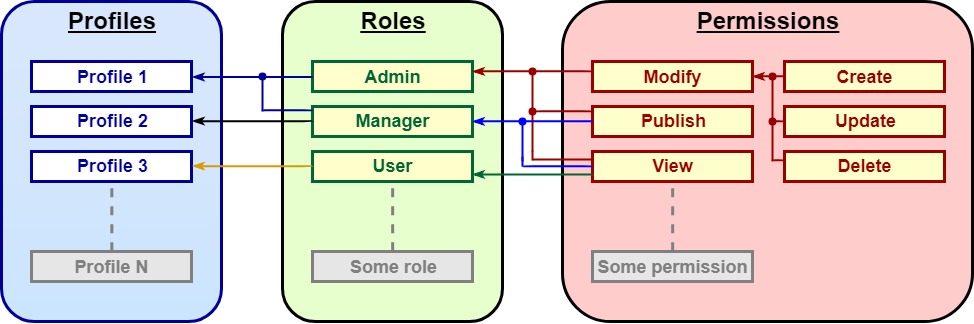 Profiles
Profile 1
Profile 2
Profile 3
Profile N
Roles
Admin
Manager
User
Some role
Permissions
Modify
Create
Publish
Update
View
Delete
Some permission